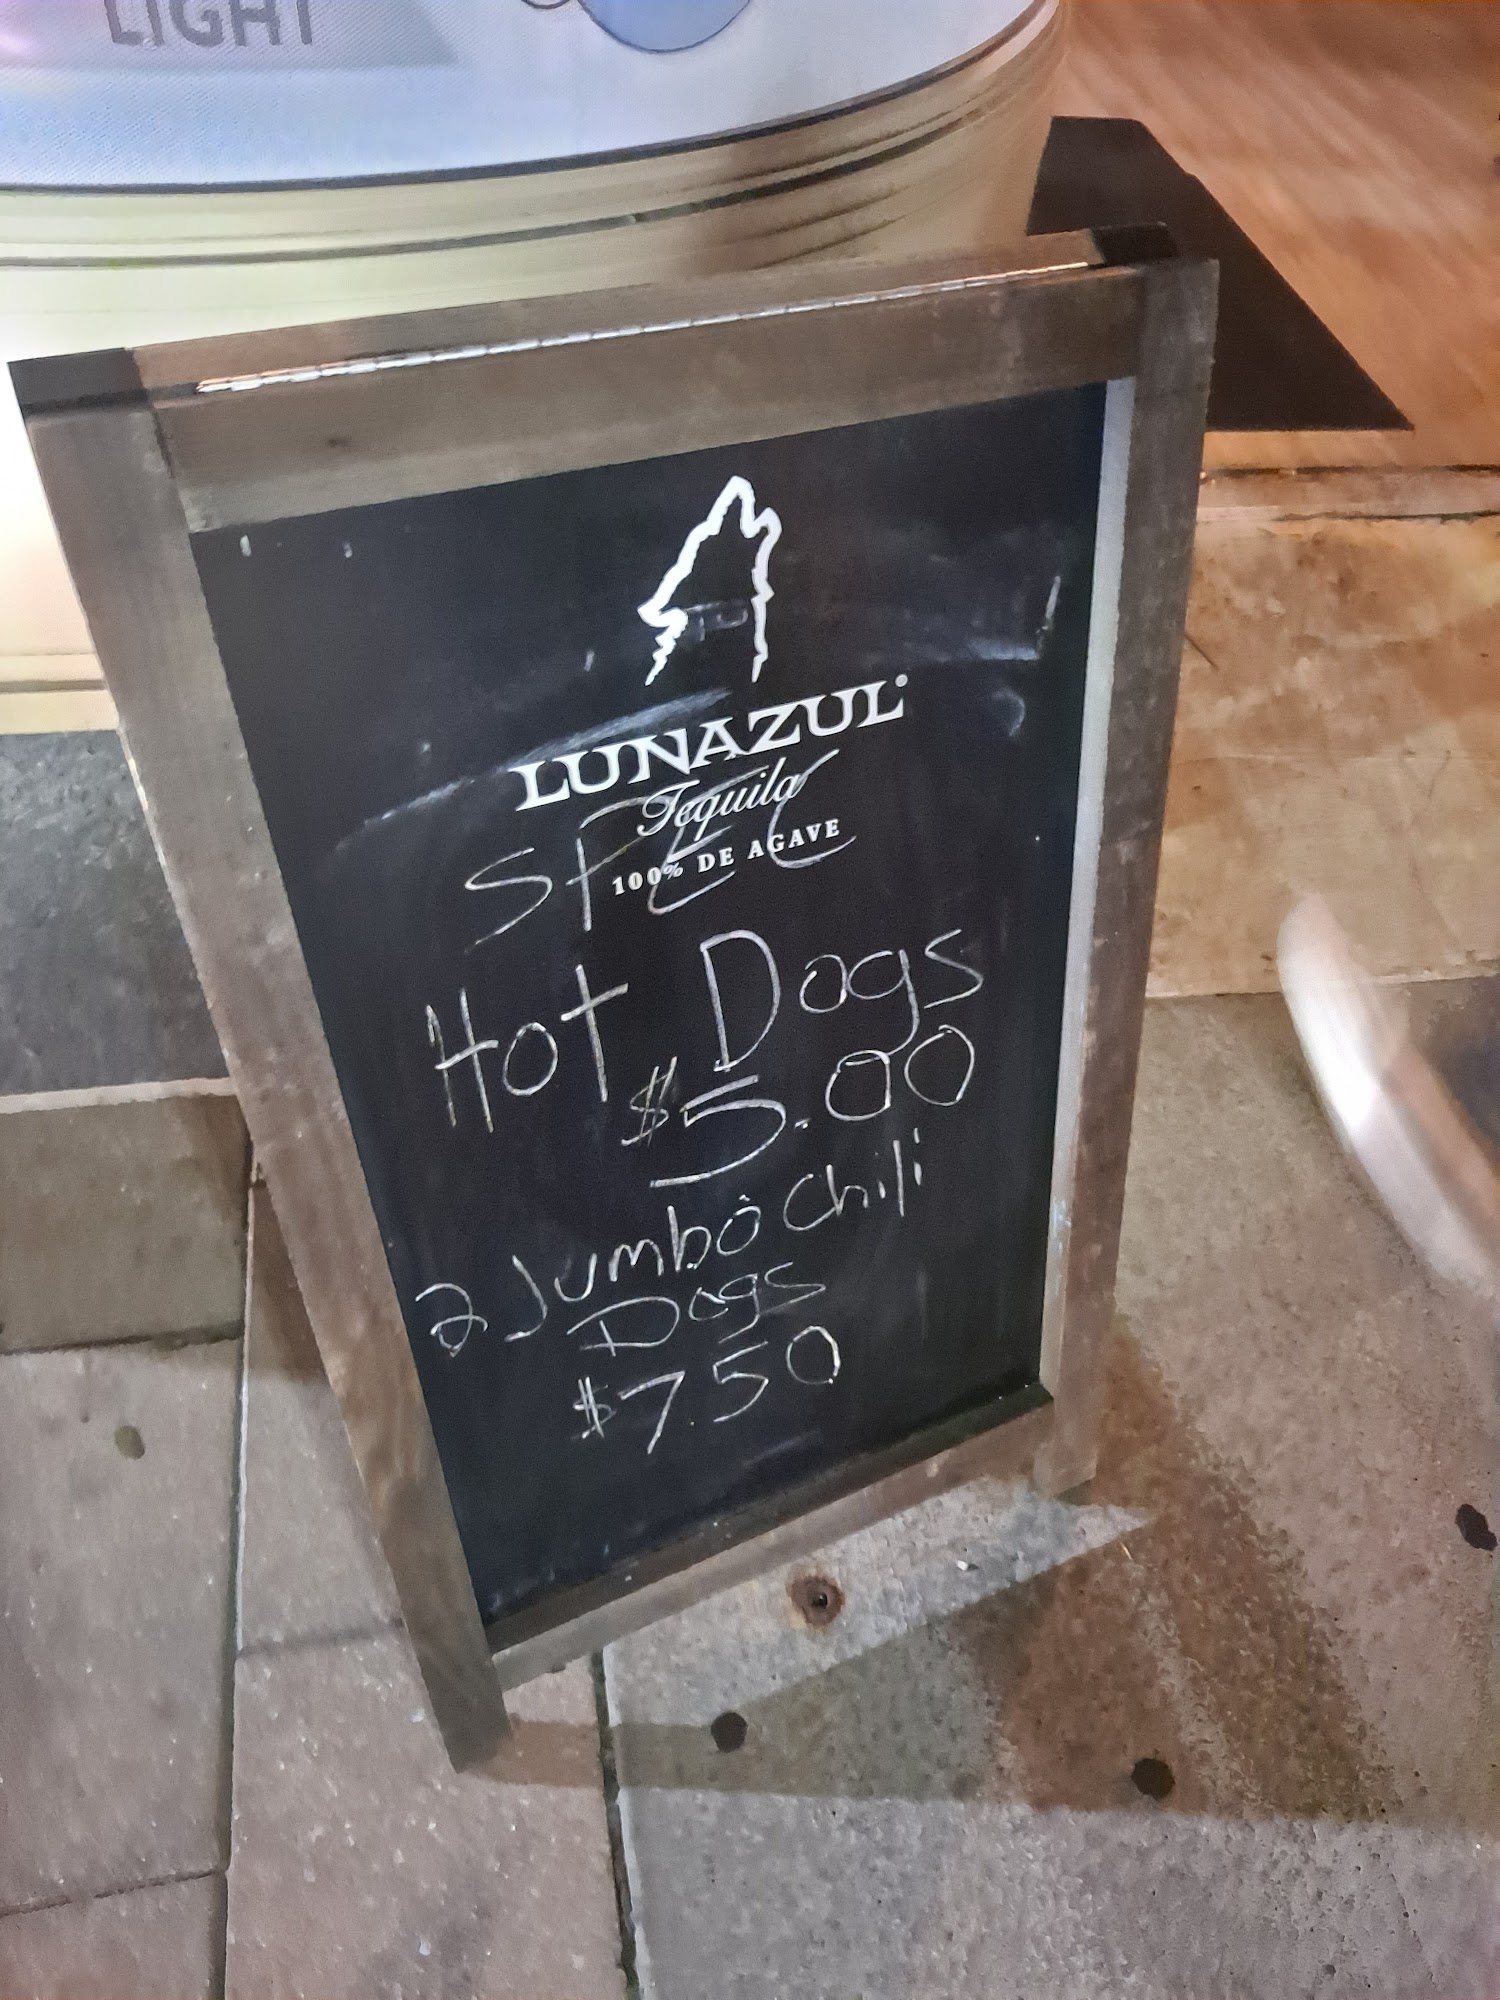 LIGHT
LUNAZUL®
Tequila
100% DE AGAVE
SPEC
Hot Dogs
$5.00
2 Jumbo Chili
Dogs
$7.50